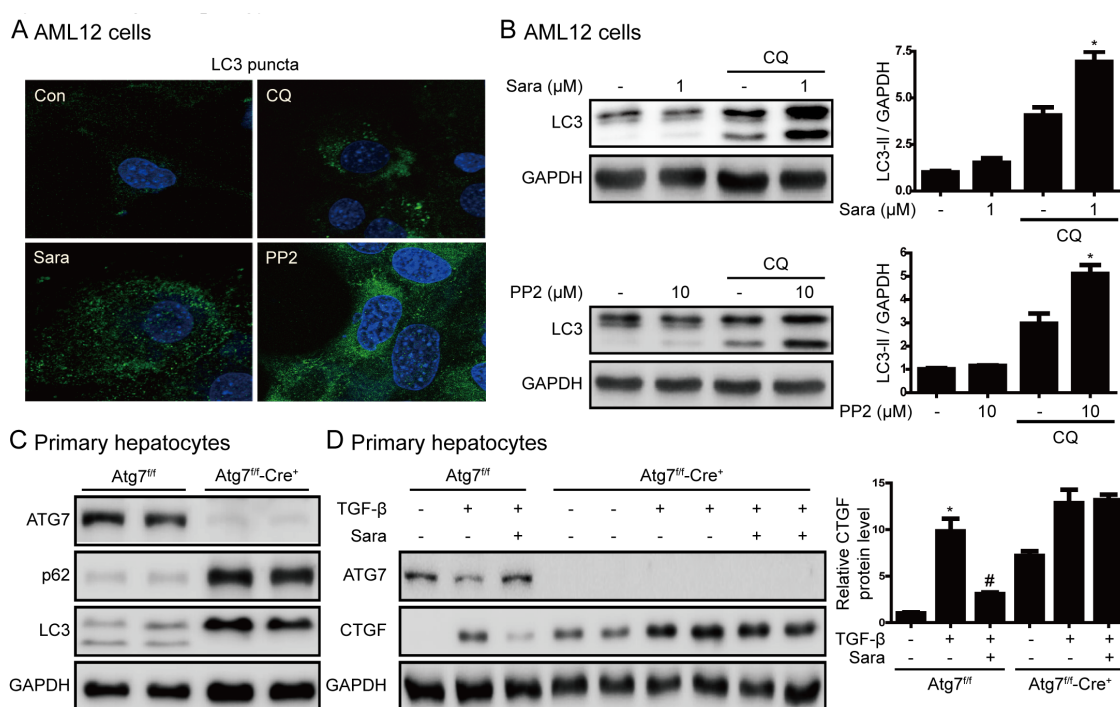 A AML12 cells
LC3 puncta
Con
CQ
Sara
PP2
B AML12 cells
CQ
Sara (μM) - 1 - 1
LC3
GAPDH
7.5
5.0
2.5
0.0
LC3-II / GAPDH
Sara (μM) - 1 - 1
CQ
CQ
PP2 (μM) - 10 - 10
LC3
GAPDH
*
6
5
4
3
2
1
0
LC3-II / GAPDH
*
PP2 (μM) - 10 - 10
CQ
C Primary hepatocytes
Atg7f/f Atg7f/f-Cre+
ATG7
p62
LC3
GAPDH
D Primary hepatocytes
Atg7f/f Atg7f/f-Cre+
TGF-β - + + - - + + + +
Sara + + +
ATG7
CTGF
GAPDH
15
10
5
0
Relative CTGF
protein level
*
#
TGF-β - + + - + +
Sara + +
Atg7f/f Atg7f/f-Cre+